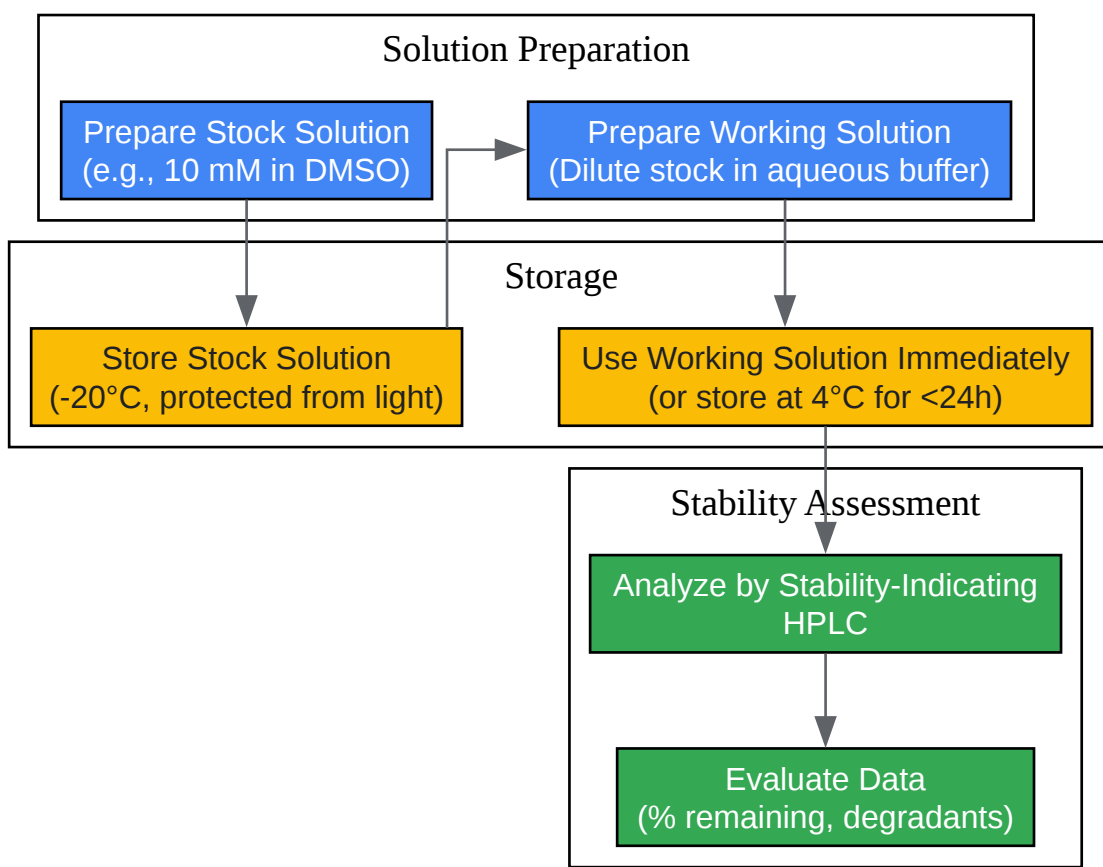 Solution Preparation
Prepare Stock Solution
(e.g., 10 mM in DMSO)
Prepare Working Solution
(Dilute stock in aqueous buffer)
Storage
Store Stock Solution
(-20°C, protected from light)
Use Working Solution Immediately
(or store at 4°C for <24h)
Stability Assessment
Analyze by Stability-Indicating
HPLC
Evaluate Data
(% remaining, degradants)